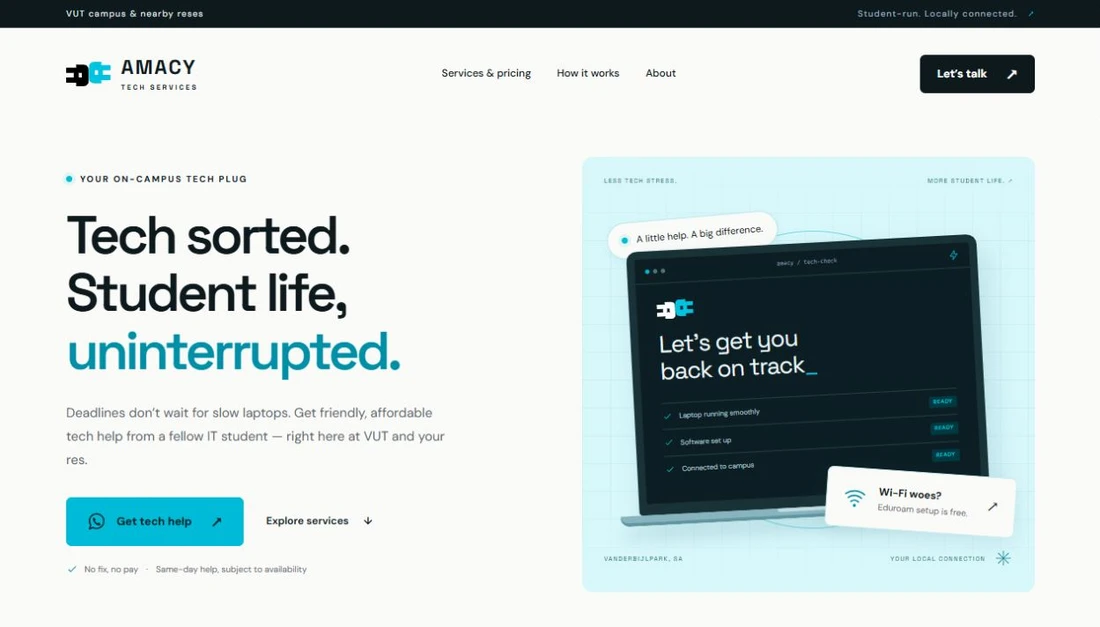 VUT campus & nearby reses
Student-run. Locally connected. ↗
AMACY
TECH SERVICES
Services & pricing
How it works
About
Let's talk ↗
YOUR ON-CAMPUS TECH PLUG
Tech sorted.
Student life,
uninterrupted.
Deadlines don't wait for slow laptops. Get friendly, affordable
tech help from a fellow IT student — right here at VUT and your
res.
Get tech help ↗
Explore services ↓
No fix, no pay · Same-day help, subject to availability
LESS TECH STRESS.
MORE STUDENT LIFE. ↗
A little help. A big difference.
amacy / tech-check
Let's get you
back on track_
Laptop running smoothly READY
Software set up READY
Connected to campus READY
Wi-Fi woes?
Eduroam setup is free. ↗
VANDERBIJLPARK, SA
YOUR LOCAL CONNECTION